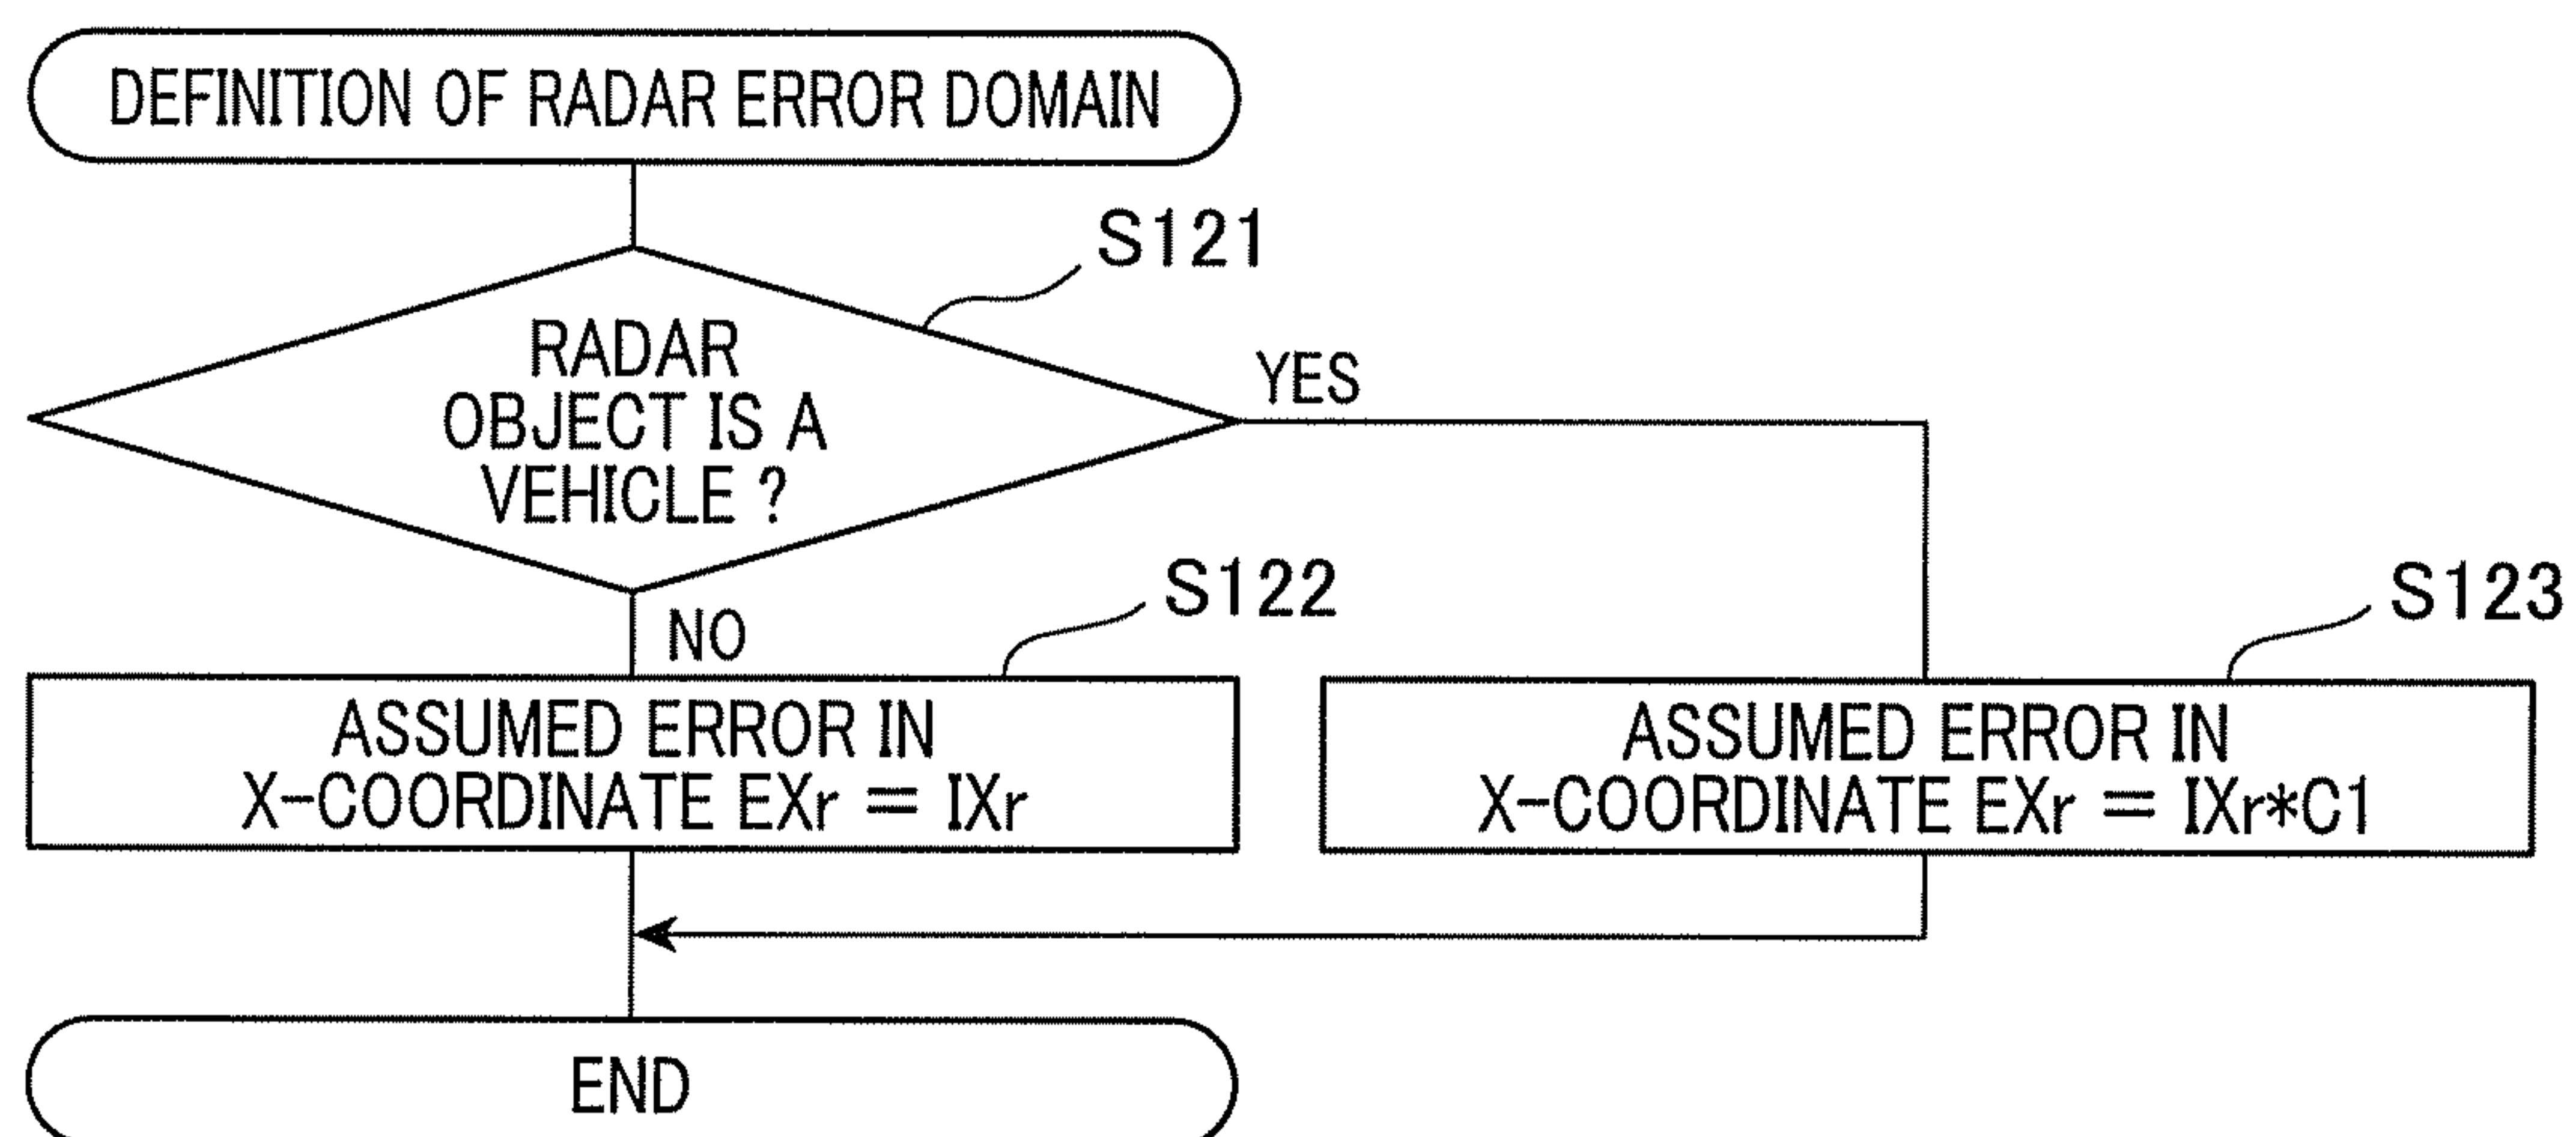 DEFINITION OF RADAR ERROR DOMAIN
S121
RADAR
OBJECT IS A
VEHICLE ?
YES
NO
S122
ASSUMED ERROR IN
X-COORDINATE EXr = IXr
S123
ASSUMED ERROR IN
X-COORDINATE EXr = IXr*C1
END